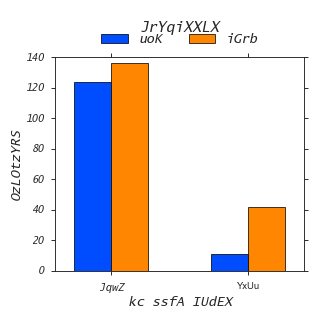 JrYqiXXLX
uoK iGrb
140
120
100
80
60
40
20
0
OzLOtzYRS
JqwZ YxUu
kc ssfA IUdEX